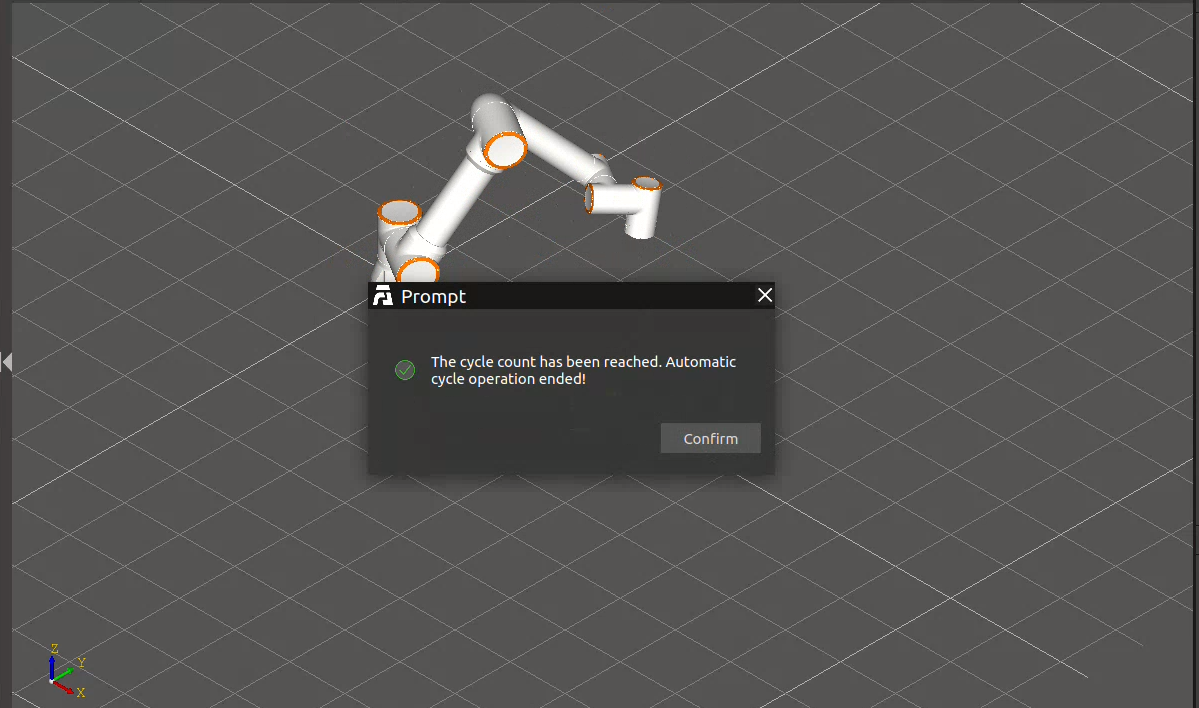 Prompt
The cycle count has been reached. Automatic
cycle operation ended!
Confirm
Z
Y
X